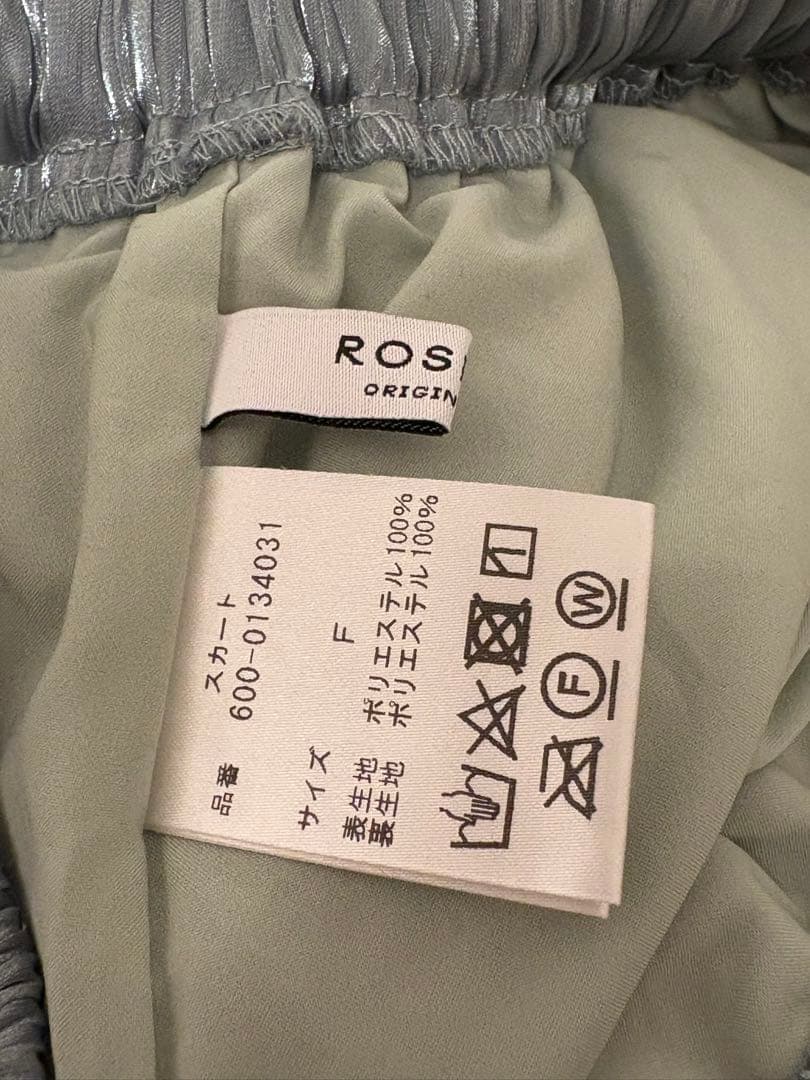 ROS
ORIGIN
品番 スカート
600-0134031
サイズ F
表生地 ポリエステル100%
裏生地 ポリエステル100%
W
F